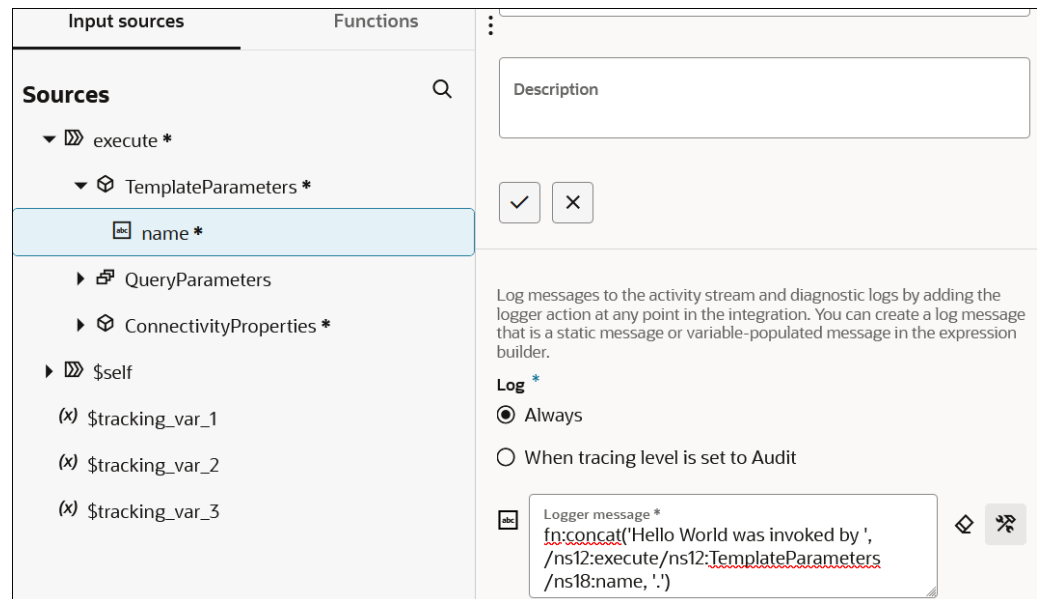 Input sources
Functions
Sources
execute *
TemplateParameters *
abc name *
QueryParameters
ConnectivityProperties *
$self
(x) $tracking_var_1
(x) $tracking_var_2
(x) $tracking_var_3
Description
Log messages to the activity stream and diagnostic logs by adding the
logger action at any point in the integration. You can create a log message
that is a static message or variable-populated message in the expression
builder.
Log *
Always
When tracing level is set to Audit
abc
Logger message *
fn:concat('Hello World was invoked by ',
/ns12:execute/ns12:TemplateParameters
/ns18:name, '.')